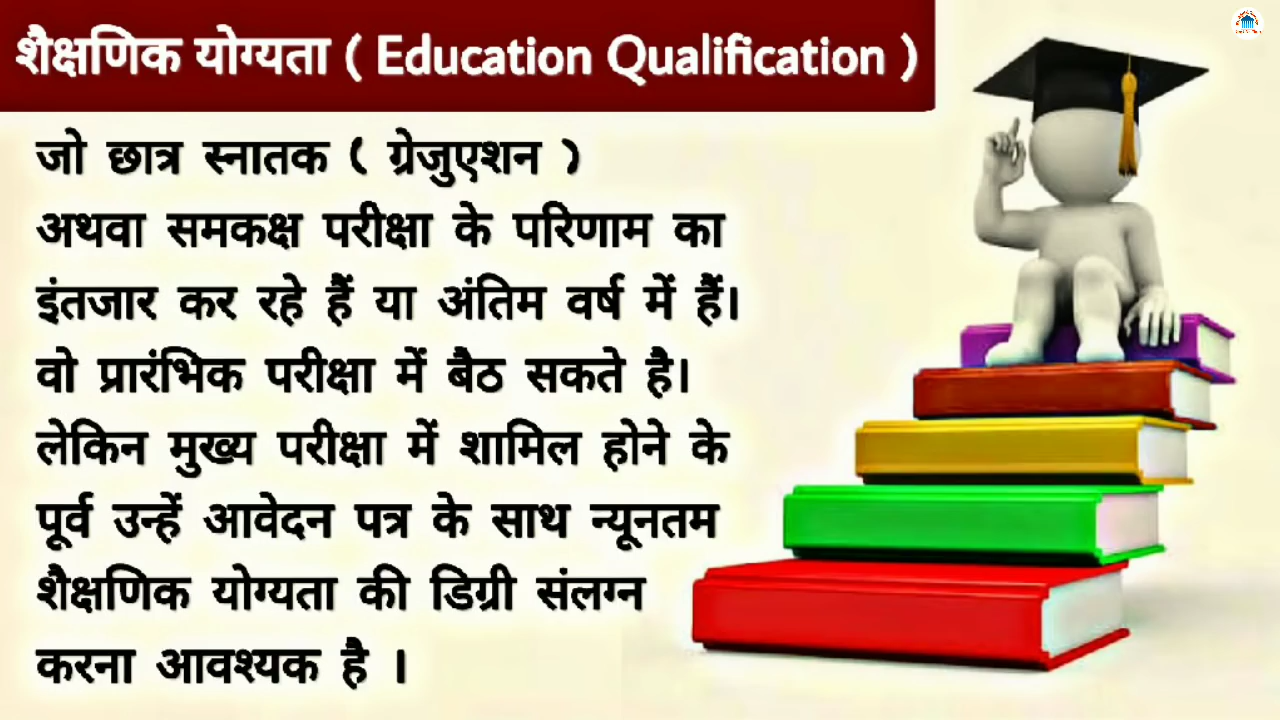 शैक्षणिक योग्यता ( Education Qualification )
जो छात्र स्नातक ( ग्रेजुएशन )
अथवा समकक्ष परीक्षा के परिणाम का
इंतजार कर रहे हैं या अंतिम वर्ष में हैं।
वो प्रारंभिक परीक्षा में बैठ सकते है।
लेकिन मुख्य परीक्षा में शामिल होने के
पूर्व उन्हें आवेदन पत्र के साथ न्यूनतम
शैक्षणिक योग्यता की डिग्री संलग्न
करना आवश्यक है ।